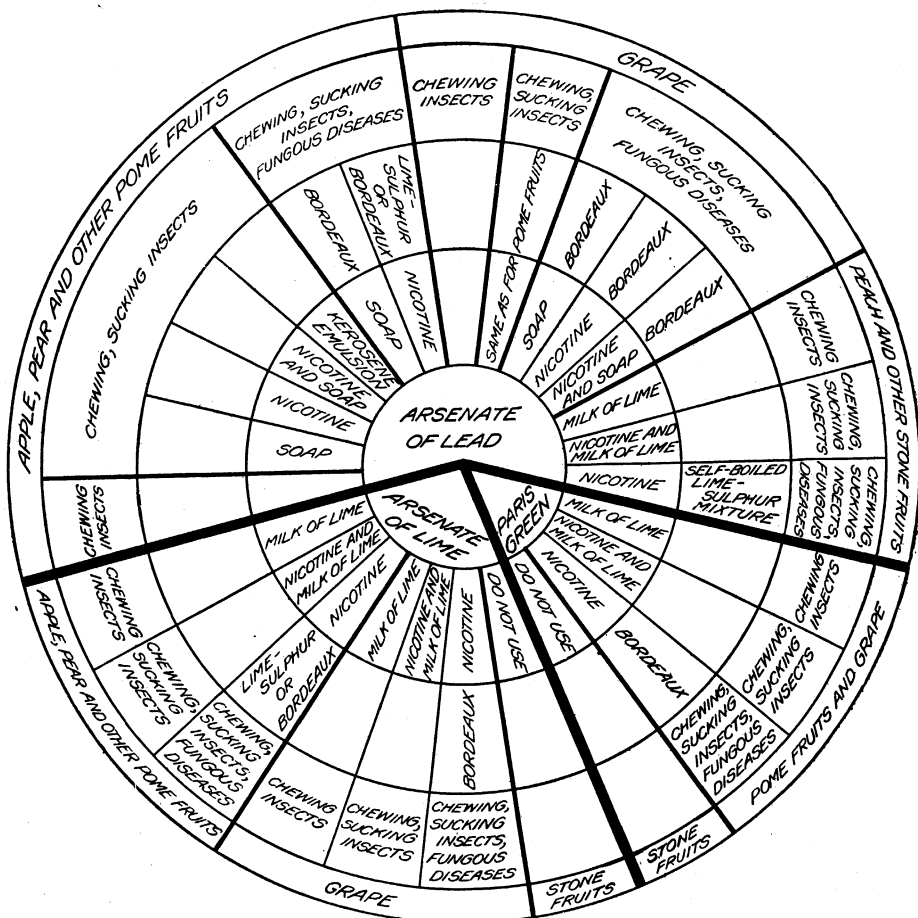 APPLE, PEAR AND OTHER POME FRUITS
CHEWING, SUCKING
INSECTS,
FUNGOUS DISEASES
BORDEAUX
SOAP
LIME-
SULPHUR
OR
BORDEAUX
NICOTINE
CHEWING, SUCKING INSECTS
KEROSENE
EMULSION
NICOTINE
AND SOAP
NICOTINE
SOAP
CHEWING
INSECTS
GRAPE
CHEWING
INSECTS
CHEWING,
SUCKING
INSECTS
SAME AS FOR POME FRUITS
CHEWING, SUCKING
INSECTS,
FUNGOUS DISEASES
BORDEAUX
SOAP
BORDEAUX
NICOTINE
BORDEAUX
NICOTINE
AND SOAP
PEACH AND OTHER STONE FRUITS
CHEWING
INSECTS
MILK OF LIME
CHEWING,
SUCKING
INSECTS
NICOTINE AND
MILK OF LIME
CHEWING,
SUCKING
INSECTS,
FUNGOUS
DISEASES
SELF-BOILED
LIME-
SULPHUR
MIXTURE
NICOTINE
ARSENATE
OF LEAD
ARSENATE
OF LIME
PARIS
GREEN
MILK OF LIME
CHEWING
INSECTS
NICOTINE AND
MILK OF LIME
CHEWING,
SUCKING
INSECTS
NICOTINE
LIME-
SULPHUR
OR
BORDEAUX
CHEWING,
SUCKING
INSECTS,
FUNGOUS
DISEASES
APPLE, PEAR AND OTHER POME FRUITS
MILK OF LIME
CHEWING
INSECTS
NICOTINE AND
MILK OF LIME
CHEWING,
SUCKING
INSECTS
NICOTINE
BORDEAUX
CHEWING,
SUCKING
INSECTS,
FUNGOUS
DISEASES
GRAPE
DO NOT USE
STONE
FRUITS
DO NOT USE
STONE
FRUITS
MILK OF LIME
CHEWING
INSECTS
NICOTINE AND
MILK OF LIME
CHEWING,
SUCKING
INSECTS
NICOTINE
BORDEAUX
CHEWING,
SUCKING
INSECTS,
FUNGOUS
DISEASES
POME FRUITS AND GRAPE